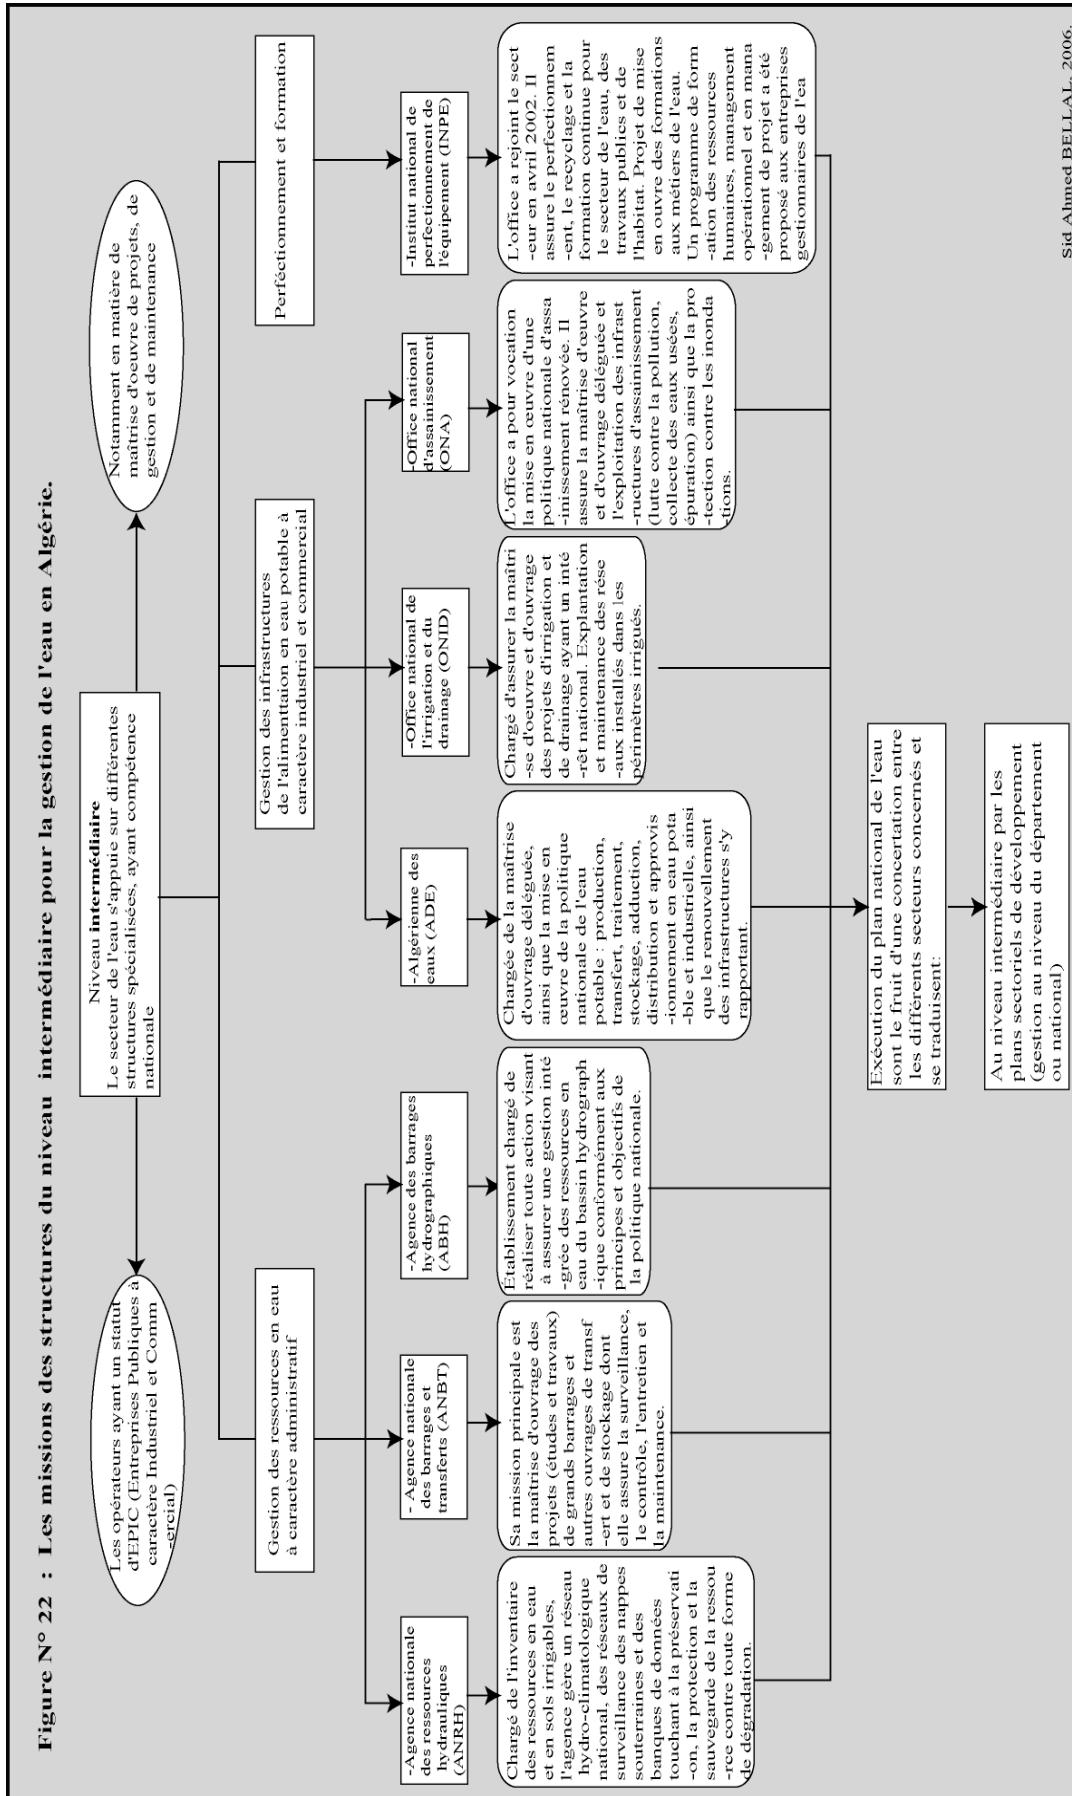 Figure N° 22 : Les missions des structures du niveau intermédiaire pour la gestion de l'eau en Algérie.
Niveau intermédiaire
Le secteur de l'eau s'appuie sur différentes
structures spécialisées, ayant compétence
nationale
Les opérateurs ayant un statut
d'EPIC (Entreprises Publiques à
caractère Industriel et Comm
-ercial)
Notamment en matière de
maîtrise d'oeuvre de projets, de
gestion et de maintenance
Gestion des ressources en eau
à caractère administratif
Gestion des infrastructures
de l'alimenttaion en eau potable à
caractère industriel et commercial
Perféctionnement et formation
-Agence nationale
des ressources
hydrauliques
(ANRH)
- Agence nationale
des barrages et
transferts (ANBT)
-Agence des barrages
hydrographiques
(ABH)
-Algérienne des
eaux (ADE)
-Office national de
l'irrigation et du
drainage (ONID)
-Office national
d'assainissement
(ONA)
-Institut national de
perfectionnement de
l'équipement (INPE)
Chargé de l'inventaire
des ressources en eau
et en sols irrigables,
l'agence gère un réseau
hydro-climatologique
national, des réseaux de
surveillance des nappes
souterraines et des
banques de données
touchant à la préservati
-on, la protection et la
sauvegarde de la ressou
-rce contre toute forme
de dégradation.
Sa mission principale est
la maîtrise d'ouvrage des
projets (études et travaux)
de grands barrages et
autres ouvrages de transf
-ert et de stockage dont
elle assure la surveillance,
le contrôle, l'entretien et
la maintenance.
Établissement chargé de
réaliser toute action visant
à assurer une gestion inté
-grée des ressources en
eau du bassin hydrograph
-ique conformément aux
principes et objectifs de
la politique nationale.
Chargée de la maîtrise
d'ouvrage déléguée,
ainsi que la mise en
œuvre de la politique
nationale de l'eau
potable : production,
transfert, traitement,
stockage, adduction,
distribution et approvis
-ionnement en eau pota
-ble et industrielle, ainsi
que le renouvellement
des infrastructures s'y
rapportant.
Chargé d'assurer la maîtri
-se d'oeuvre et d'ouvrage
des projets d'irrigation et
de drainage ayant un inté
-rêt national. Explantation
et maintenance des rése
-aux installés dans les
périmètres irrigués.
L'office a pour vocation
la mise en œuvre d'une
politique nationale d'assa
-inissement rénovée. Il
assure la maîtrise d'œuvre
et d'ouvrage déléguée et
l'exploitation des infrast
-ructures d'assainissement
(lutte contre la pollution,
collecte des eaux usées,
épuration) ainsi que la pro
-tection contre les inonda
-tions.
L'office a rejoint le sect
-eur en avril 2002. Il
assure le perfectionnem
-ent, le recyclage et la
formation continue pour
le secteur de l'eau, des
travaux publics et de
l'habitat. Projet de mise
en ouvre des formations
aux métiers de l'eau.
Un programme de form
-ation des ressources
humaines, management
opérationnel et en mana
-gement de projet a été
proposé aux entreprises
gestionnaires de l'ea
Exécution du plan national de l'eau
sont le fruit d'une concertation entre
les différents secteurs concernés et
se traduisent:
Au niveau intermédiaire par les
plans sectoriels de développement
(gestion au niveau du département
ou national)
Sid Ahmed BELLAL, 2006.